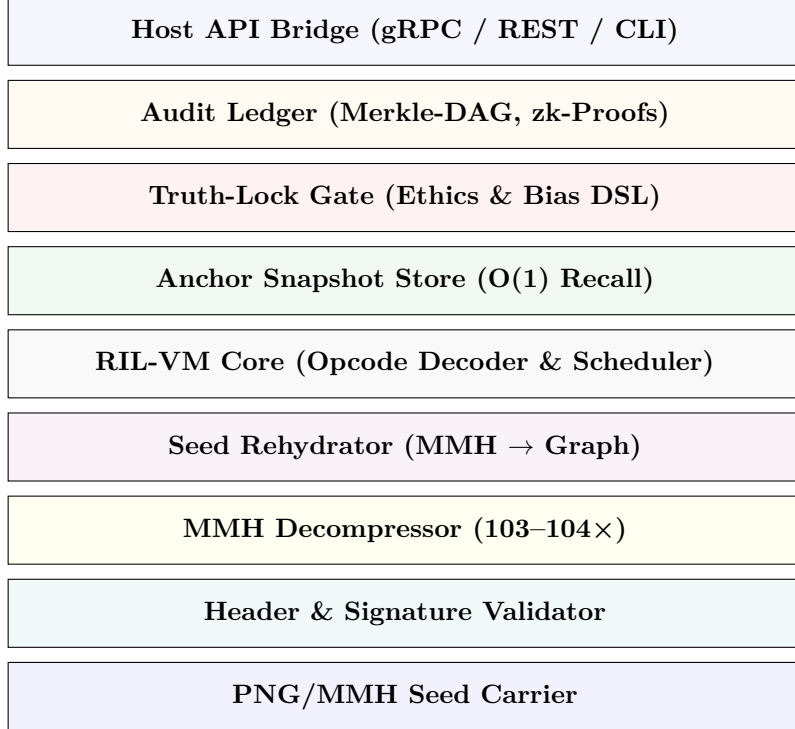 Host API Bridge (gRPC / REST / CLI)
Audit Ledger (Merkle-DAG, zk-Proofs)
Truth-Lock Gate (Ethics & Bias DSL)
Anchor Snapshot Store (O(1) Recall)
RIL-VM Core (Opcode Decoder & Scheduler)
Seed Rehydrator (MMH → Graph)
MMH Decompressor (103–104×)
Header & Signature Validator
PNG/MMH Seed Carrier